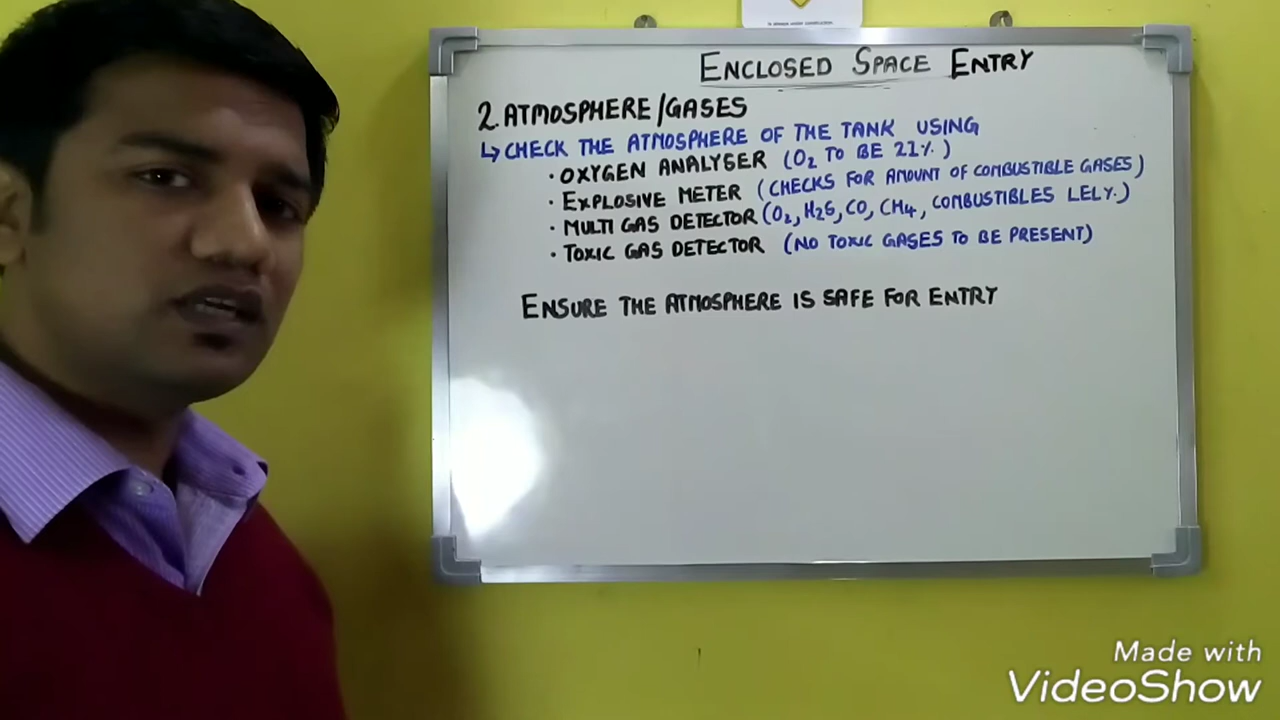 ENCLOSED SPACE ENTRY
2. ATMOSPHERE/GASES
↳ CHECK THE ATMOSPHERE OF THE TANK USING
· OXYGEN ANALYSER (O₂ TO BE 21%)
· EXPLOSIVE METER (CHECKS FOR AMOUNT OF COMBUSTIBLE GASES)
· MULTI GAS DETECTOR (O₂, H₂S, CO, CH₄, COMBUSTIBLES LEL%)
· TOXIC GAS DETECTOR (NO TOXIC GASES TO BE PRESENT)
ENSURE THE ATMOSPHERE IS SAFE FOR ENTRY
Made with
VideoShow